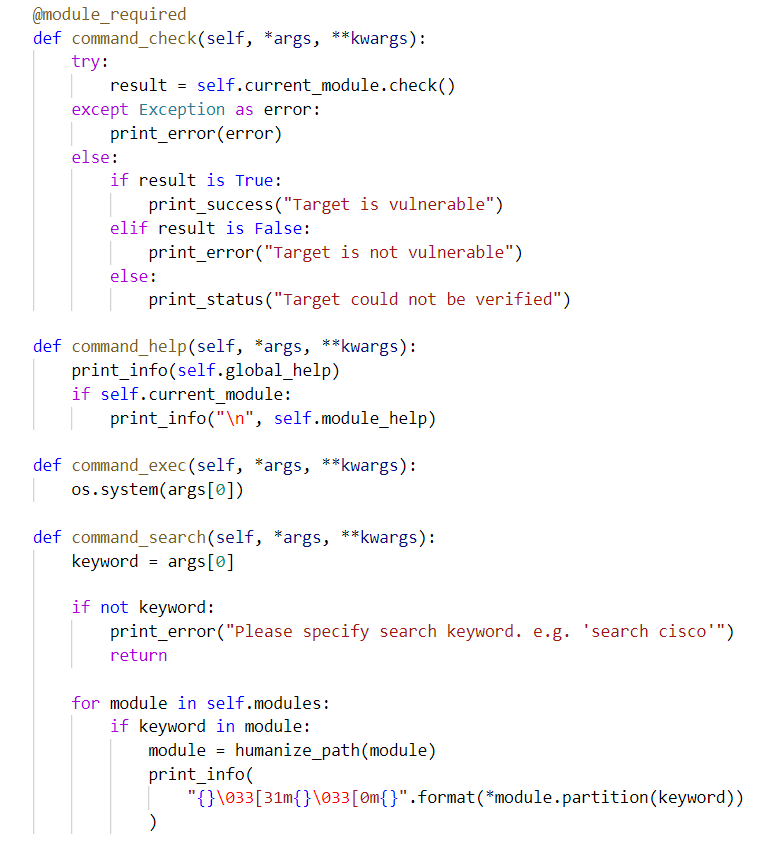 @module_required
def command_check(self, *args, **kwargs):
    try:
        result = self.current_module.check()
    except Exception as error:
        print_error(error)
    else:
        if result is True:
            print_success("Target is vulnerable")
        elif result is False:
            print_error("Target is not vulnerable")
        else:
            print_status("Target could not be verified")

def command_help(self, *args, **kwargs):
    print_info(self.global_help)
    if self.current_module:
        print_info("\n", self.module_help)

def command_exec(self, *args, **kwargs):
    os.system(args[0])

def command_search(self, *args, **kwargs):
    keyword = args[0]

    if not keyword:
        print_error("Please specify search keyword. e.g. 'search cisco'")
        return

    for module in self.modules:
        if keyword in module:
            module = humanize_path(module)
            print_info(
                "{}\033[31m{}\033[0m{}".format(*module.partition(keyword))
            )